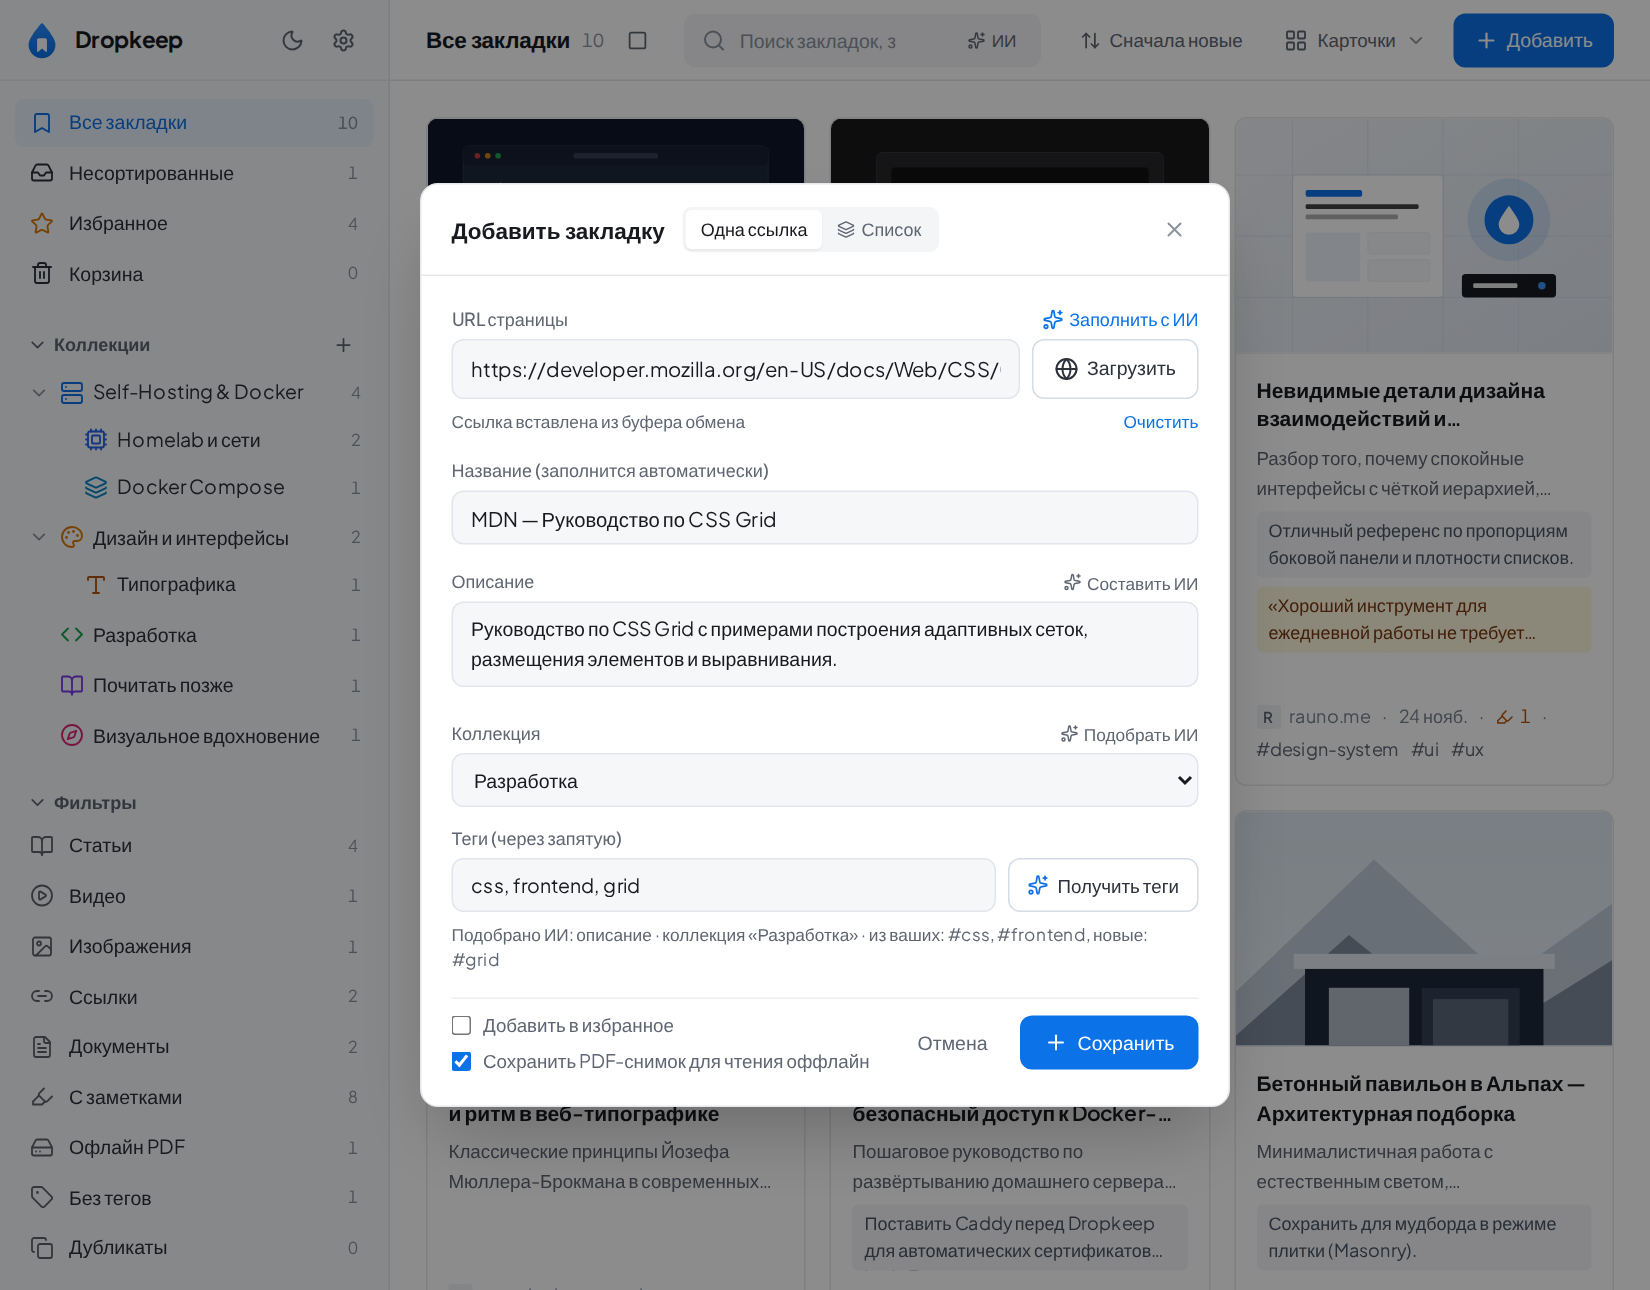 Dropkeep
Все закладки 10
Поиск закладок, з
ИИ
Сначала новые
Карточки
Добавить
Все закладки 10
Несортированные 1
Избранное 4
Корзина 0
Коллекции
Self-Hosting & Docker 4
Homelab и сети 2
Docker Compose 1
Дизайн и интерфейсы 2
Типографика 1
Разработка 1
Почитать позже 1
Визуальное вдохновение 1
Фильтры
Статьи 4
Видео 1
Изображения 1
Ссылки 2
Документы 2
С заметками 8
Офлайн PDF 1
Без тегов 1
Дубликаты 0
Добавить закладку
Одна ссылка
Список
URL страницы
Заполнить с ИИ
https://developer.mozilla.org/en-US/docs/Web/CSS/
Загрузить
Ссылка вставлена из буфера обмена
Очистить
Название (заполнится автоматически)
MDN — Руководство по CSS Grid
Описание
Составить ИИ
Руководство по CSS Grid с примерами построения адаптивных сеток,
размещения элементов и выравнивания.
Коллекция
Подобрать ИИ
Разработка
Теги (через запятую)
css, frontend, grid
Получить теги
Подобрано ИИ: описание · коллекция «Разработка» · из ваших: #css, #frontend, новые:
#grid
Добавить в избранное
Сохранить PDF-снимок для чтения оффлайн
Отмена
Сохранить
Невидимые детали дизайна
взаимодействий и…
Разбор того, почему спокойные
интерфейсы с чёткой иерархией,…
Отличный референс по пропорциям
боковой панели и плотности списков.
«Хороший инструмент для
ежедневной работы не требует…
R rauno.me · 24 нояб. · 1 ·
#design-system #ui #ux
и ритм в веб-типографике
Классические принципы Йозефа
Мюллера-Брокмана в современных…
безопасный доступ к Docker-…
Пошаговое руководство по
развёртыванию домашнего сервера…
Поставить Caddy перед Dropkeep
для автоматических сертификатов…
Бетонный павильон в Альпах —
Архитектурная подборка
Минималистичная работа с
естественным светом,…
Сохранить для мудборда в режиме
плитки (Masonry).